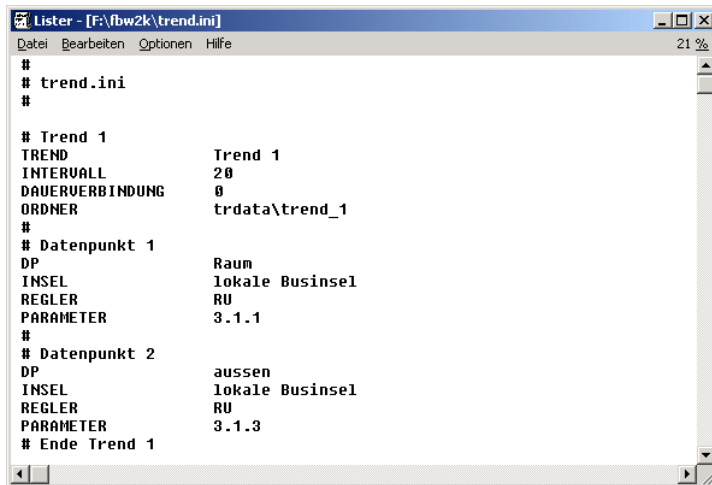 Lister - [F:\fbw2k\trend.ini]
Datei Bearbeiten Optionen Hilfe 21 %
#
# trend.ini
#
# Trend 1
TREND Trend 1
INTERVALL 20
DAUERVERBINDUNG 0
ORDNER trdata\trend_1
#
# Datenpunkt 1
DP Raum
INSEL lokale Businsel
REGLER RU
PARAMETER 3.1.1
#
# Datenpunkt 2
DP aussen
INSEL lokale Businsel
REGLER RU
PARAMETER 3.1.3
# Ende Trend 1